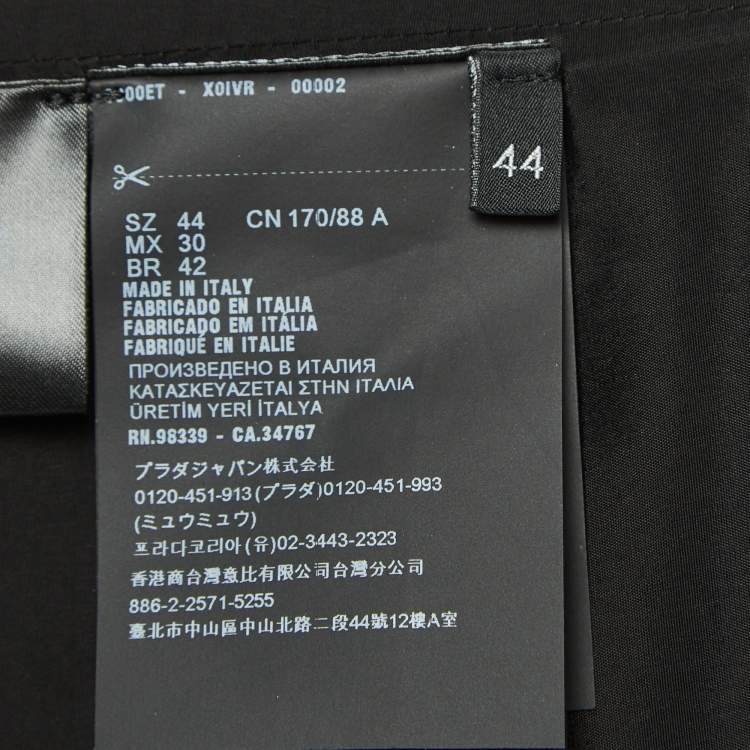 00ET - X0IVR - 00002
44
SZ 44 CN 170/88 A
MX 30
BR 42
MADE IN ITALY
FABRICADO EN ITALIA
FABRICADO EM ITÁLIA
FABRIQUÉ EN ITALIE
ПРОИЗВЕДЕНО В ИТАЛИЯ
ΚΑΤΑΣΚΕΥΑΖΕΤΑΙ ΣΤΗΝ ΙΤΑΛΙΑ
ÜRETİM YERİ İTALYA
RN.98339 - CA.34767
プラダジャパン株式会社
0120-451-913(プラダ)0120-451-993
(ミュウミュウ)
프라다코리아(유)02-3443-2323
香港商台灣意比有限公司台灣分公司
886-2-2571-5255
臺北市中山區中山北路二段44號12樓A室